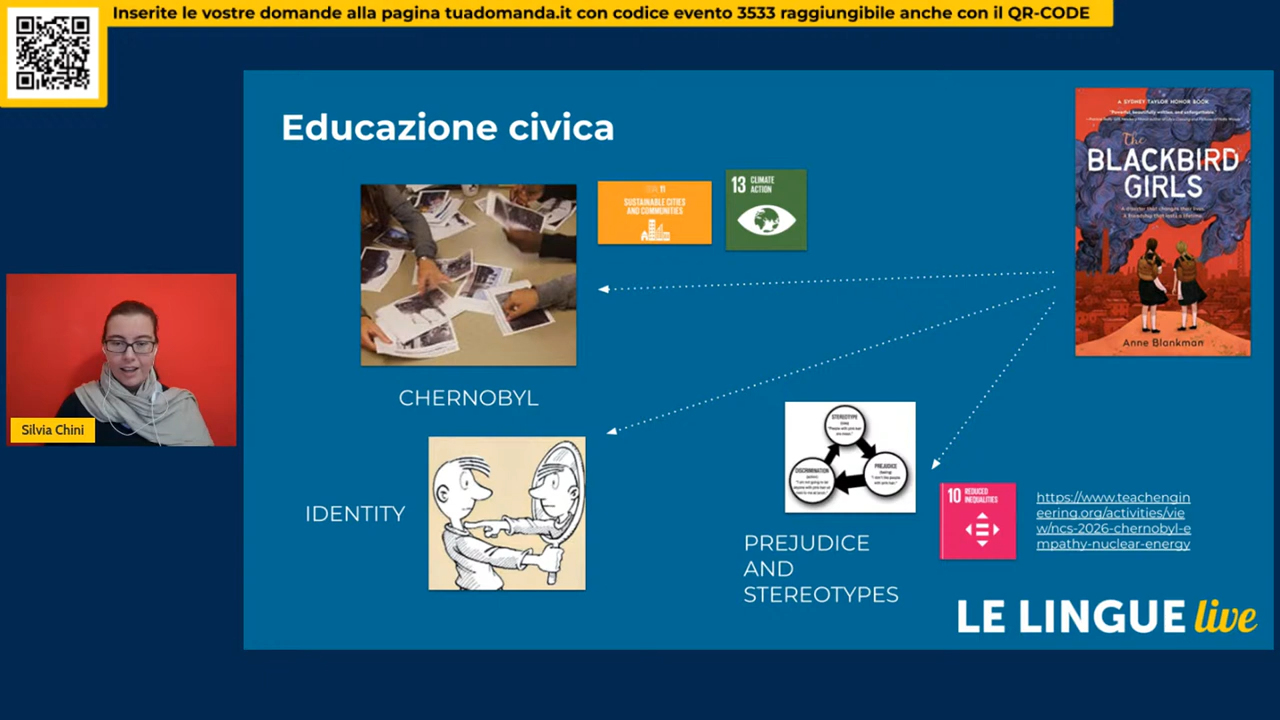 Inserite le vostre domande alla pagina tuadomanda.it con codice evento 3533 raggiungibile anche con il QR-CODE
Educazione civica
A SYDNEY TAYLOR HONOR BOOK
The
BLACKBIRD
GIRLS
Anne Blankman
11
SUSTAINABLE CITIES
AND COMMUNITIES
13 CLIMATE
ACTION
CHERNOBYL
Silvia Chini
IDENTITY
STEREOTYPE
DISCRIMINATION
PREJUDICE
PREJUDICE
AND
STEREOTYPES
10 REDUCED
INEQUALITIES
https://www.teachengin
eering.org/activities/vie
w/ncs-2026-chernobyl-e
mpathy-nuclear-energy
LE LINGUE live